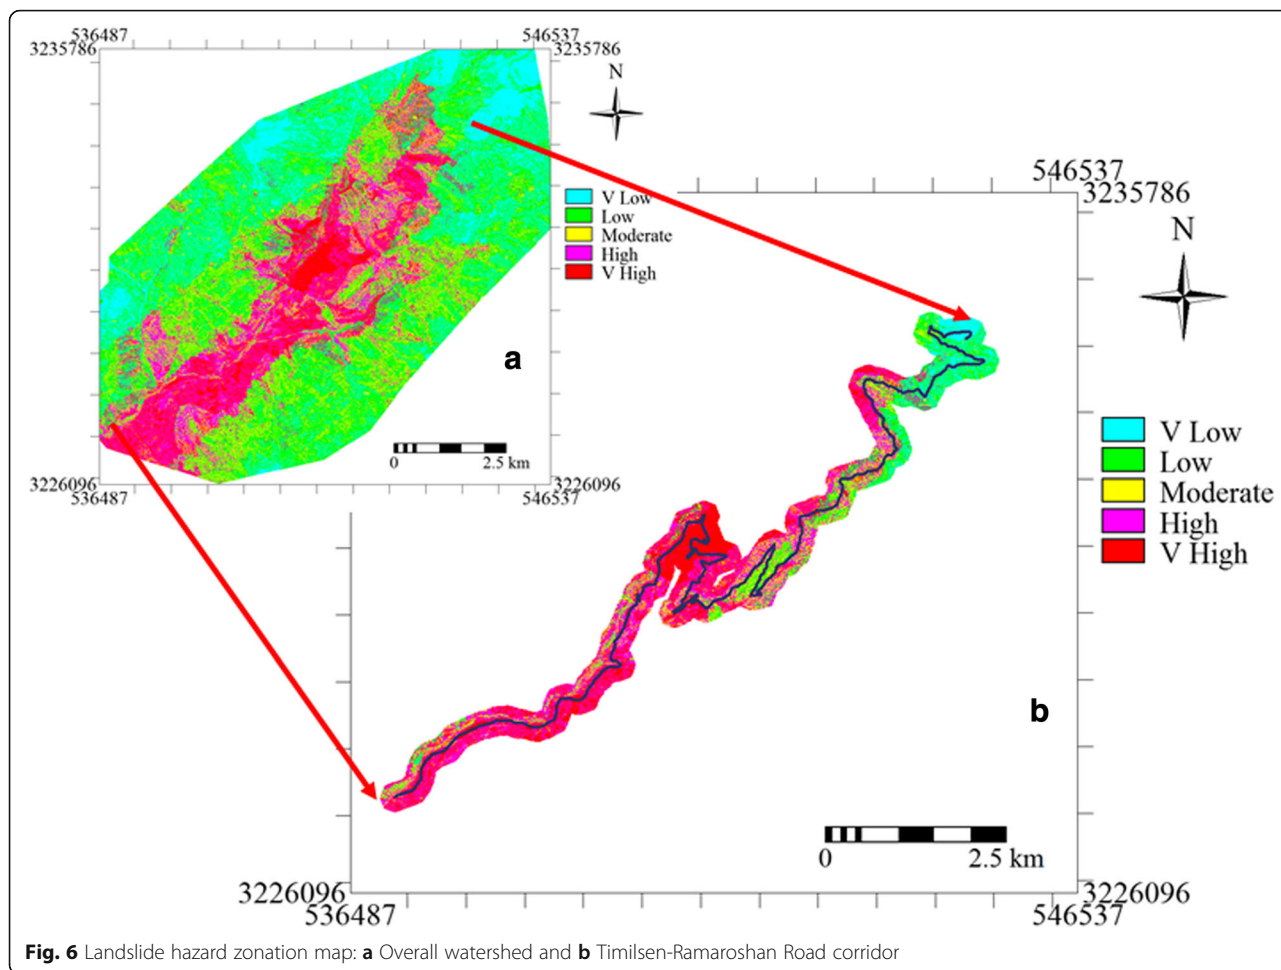 536487 546537
3235786 3235786
N
V Low
Low
Moderate
High
V High
a
0 2.5 km
3226096 3226096
536487 546537
546537
3235786
N
V Low
Low
Moderate
High
V High
b
0 2.5 km
3226096 3226096
536487 546537
Fig. 6 Landslide hazard zonation map: a Overall watershed and b Timilsen-Ramaroshan Road corridor